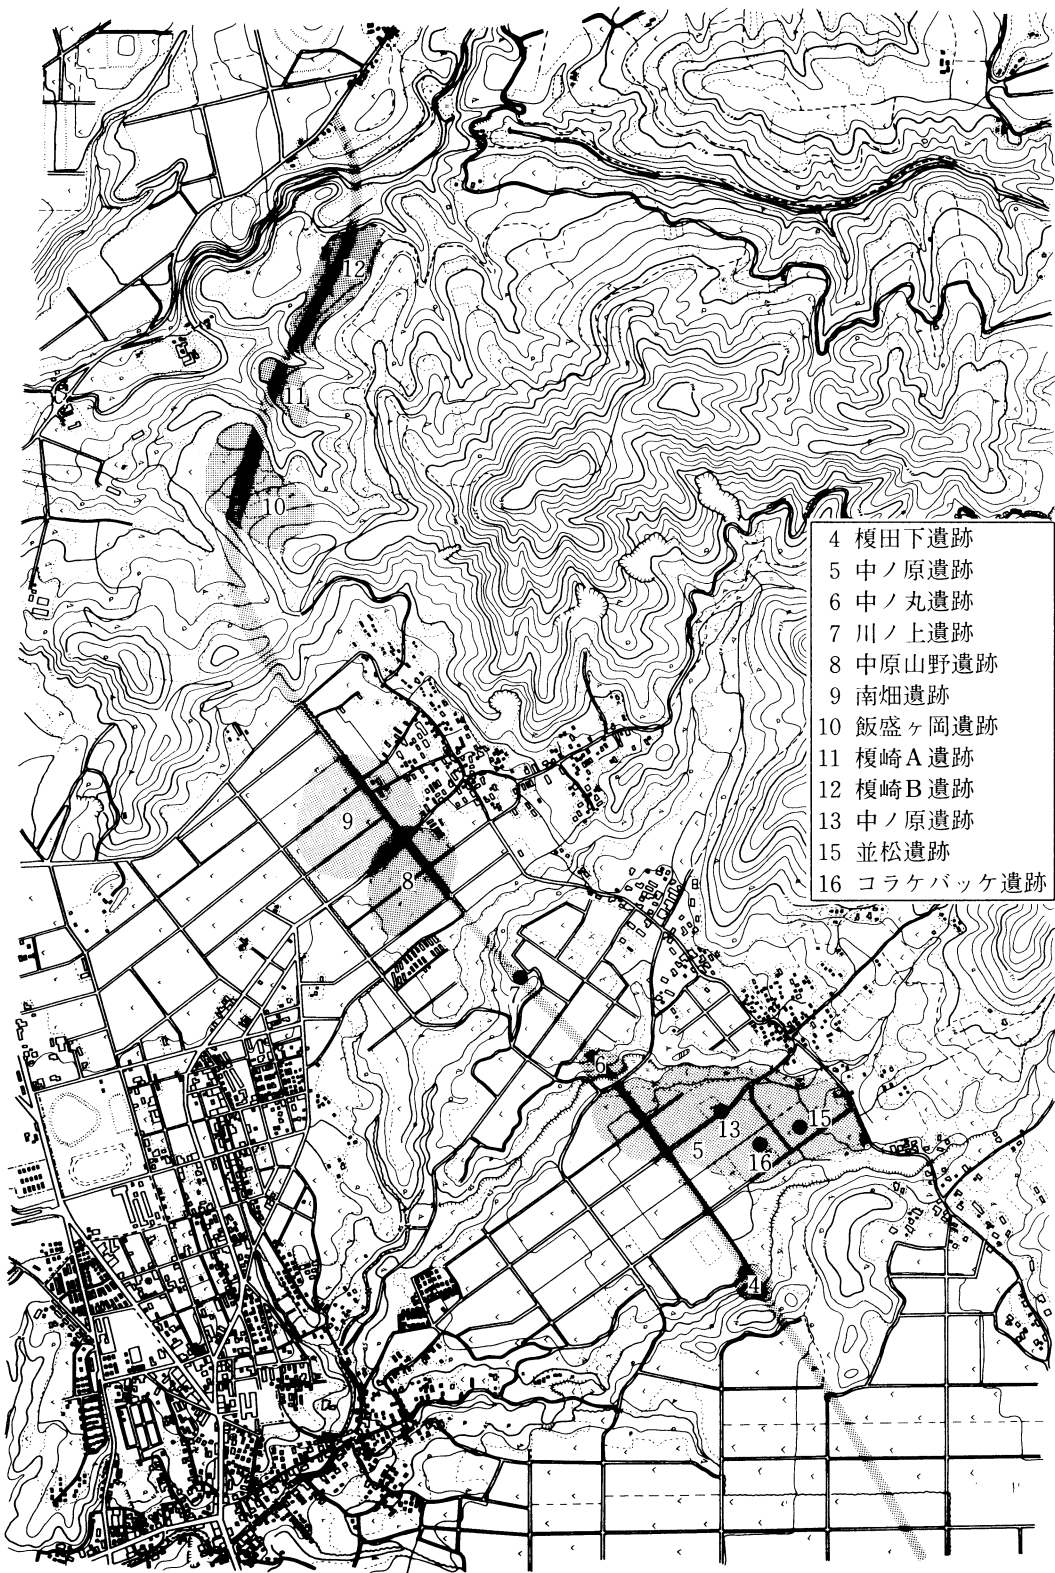 12
11
10
4 榎田下遺跡
5 中ノ原遺跡
6 中ノ丸遺跡
7 川ノ上遺跡
8 中原山野遺跡
9 南畑遺跡
10 飯盛ヶ岡遺跡
11 榎崎A遺跡
12 榎崎B遺跡
13 中ノ原遺跡
15 並松遺跡
16 コラケバッケ遺跡
9
8
7
6
13
15
5
16
4